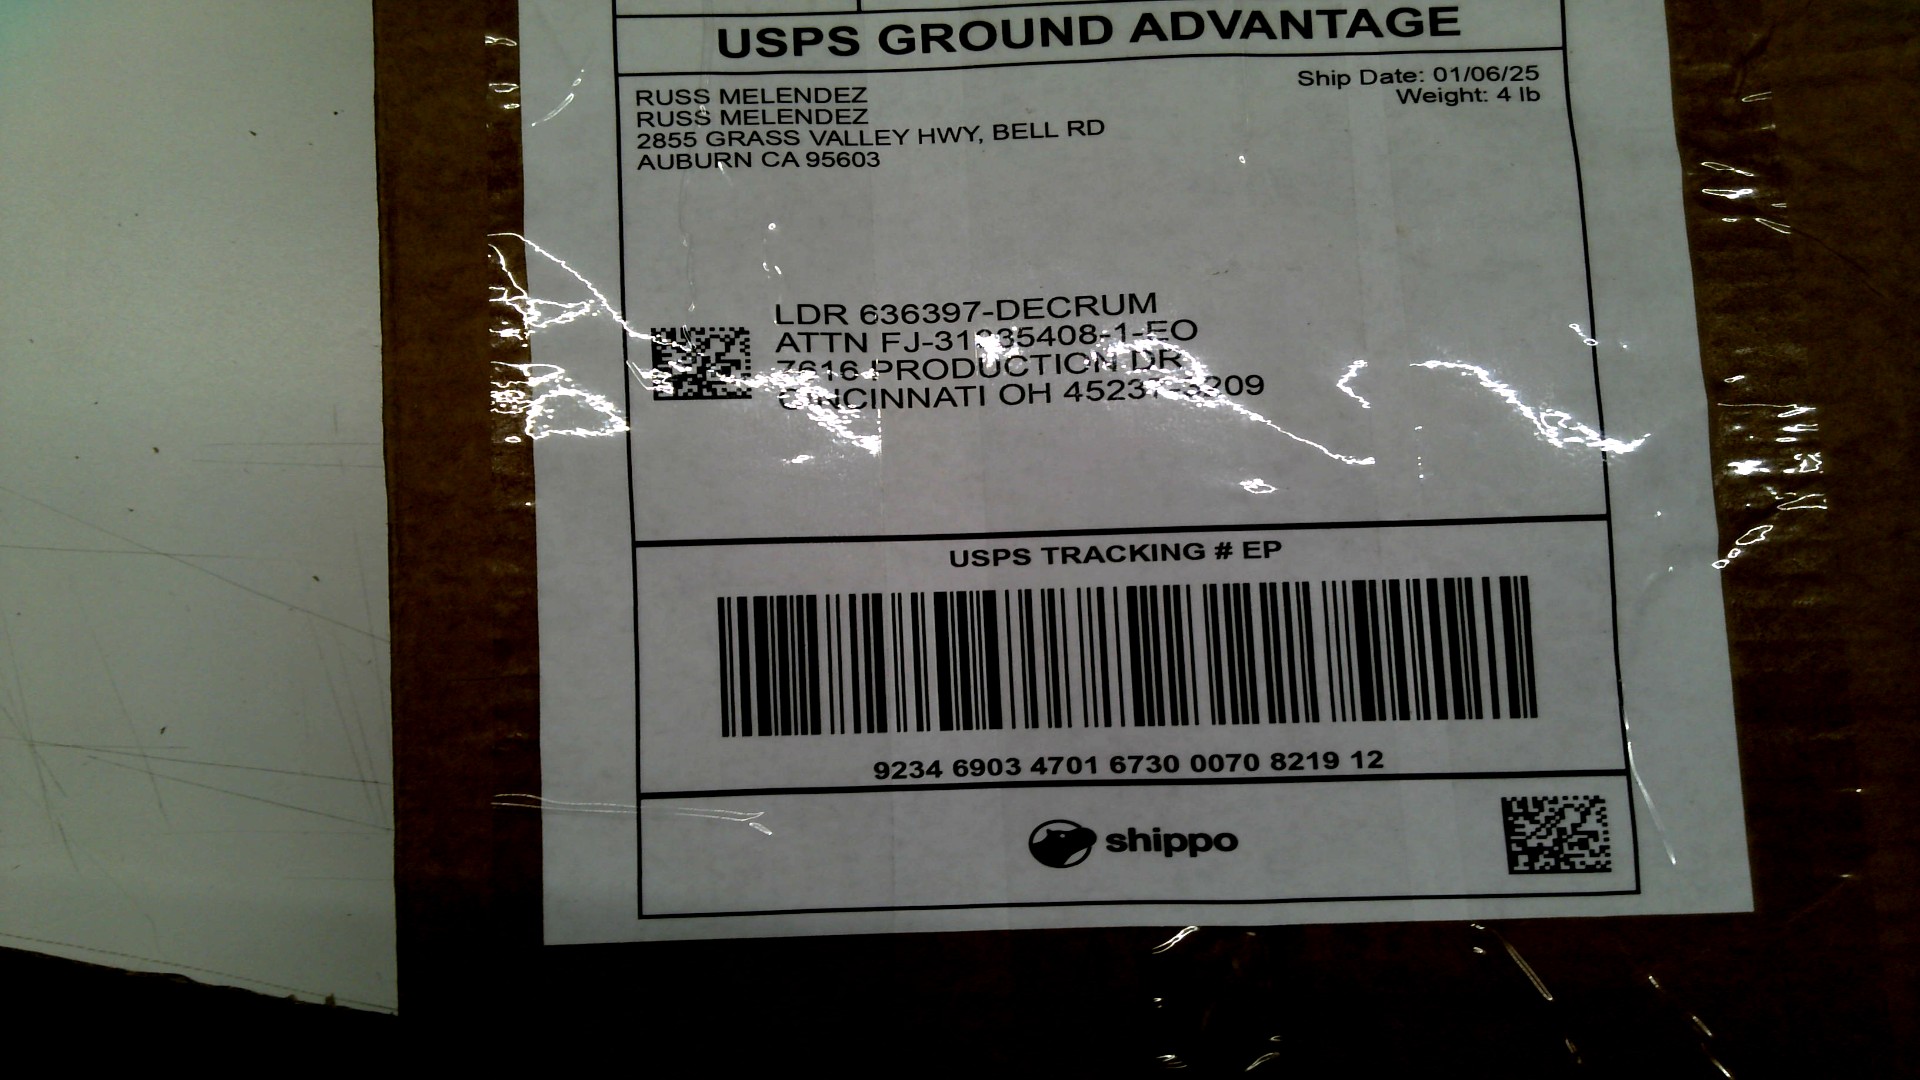 USPS GROUND ADVANTAGE
Ship Date: 01/06/25
Weight: 4 lb
RUSS MELENDEZ
RUSS MELENDEZ
2855 GRASS VALLEY HWY, BELL RD
AUBURN CA 95603
LDR 636397-DECRUM
ATTN
7616 PRODUCTION DR
CINCINNATI OH
USPS TRACKING # EP
9234 6903 4701 6730 0070 8219 12
shippo